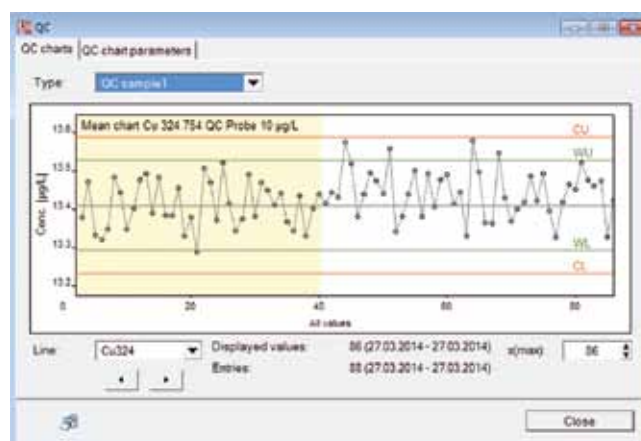 QC
QC charts QC chart parameters
Type: QC sample1
Mean chart Cu 324.754 QC Probe 10 µg/L
Conc. [µg/L]
13.6
13.5
13.4
13.3
13.2
CU
WU
WL
CL
0 20 40 60 80
All values
Line: Cu324 Displayed values: 86 (27.03.2014 - 27.03.2014) x(max) 86
Entries: 88 (27.03.2014 - 27.03.2014)
Close